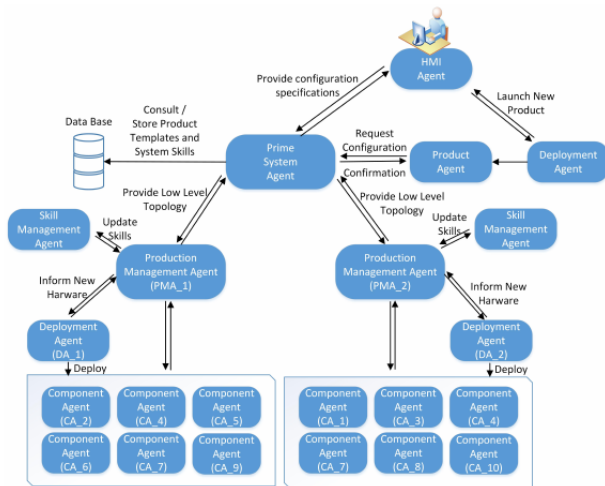 HMI
Agent
Provide configuration
specifications
Launch New
Product
Consult /
Store Product
Templates and
System Skills
Data Base
Prime
System
Agent
Request
Configuration
Confirmation
Product
Agent
Deployment
Agent
Provide Low Level
Topology
Provide Low Level
Topology
Skill
Management
Agent
Update
Skills
Production
Management Agent
(PMA_1)
Update
Skills
Skill
Management
Agent
Production
Management Agent
(PMA_2)
Inform New
Harware
Inform New
Harware
Deployment
Agent
(DA_1)
Deployment
Agent
(DA_2)
Deploy
Deploy
Component
Agent
(CA_2)
Component
Agent
(CA_4)
Component
Agent
(CA_5)
Component
Agent
(CA_6)
Component
Agent
(CA_7)
Component
Agent
(CA_9)
Component
Agent
(CA_1)
Component
Agent
(CA_3)
Component
Agent
(CA_4)
Component
Agent
(CA_7)
Component
Agent
(CA_8)
Component
Agent
(CA_10)